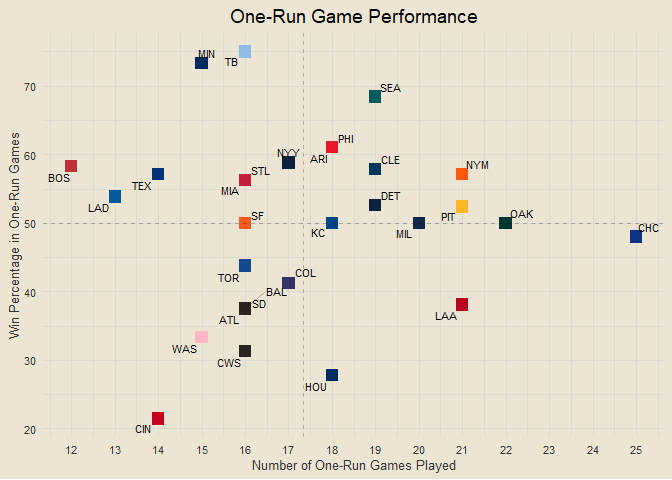 One-Run Game Performance
Win Percentage in One-Run Games
70
60
50
40
30
20
MIN
TB
SEA
PHI
NYY
ARI
CLE
NYM
BOS
TEX
STL
MIA
LAD
DET
SF
PIT
OAK
KC
MIL
CHC
TOR
COL
BAL
SD
ATL
LAA
WAS
CWS
HOU
CIN
12 13 14 15 16 17 18 19 20 21 22 23 24 25
Number of One-Run Games Played